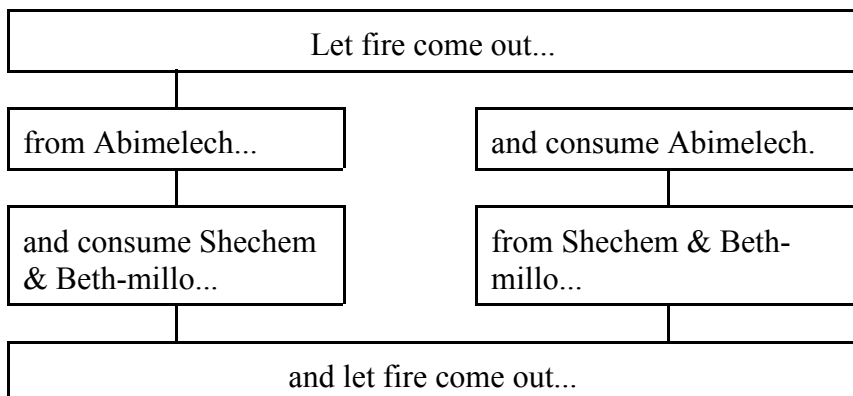 Let fire come out...
from Abimelech...
and consume Abimelech.
and consume Shechem
& Beth-millo...
from Shechem & Beth-
millo...
and let fire come out...